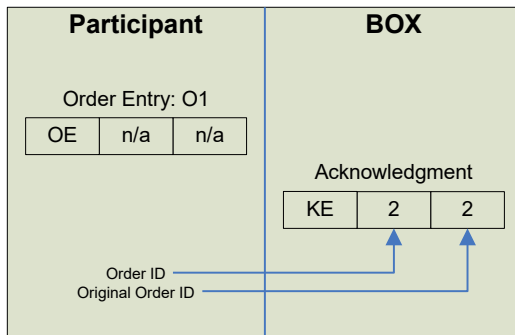 Participant
BOX
Order Entry: O1
OE n/a n/a
Acknowledgment
KE 2 2
Order ID
Original Order ID